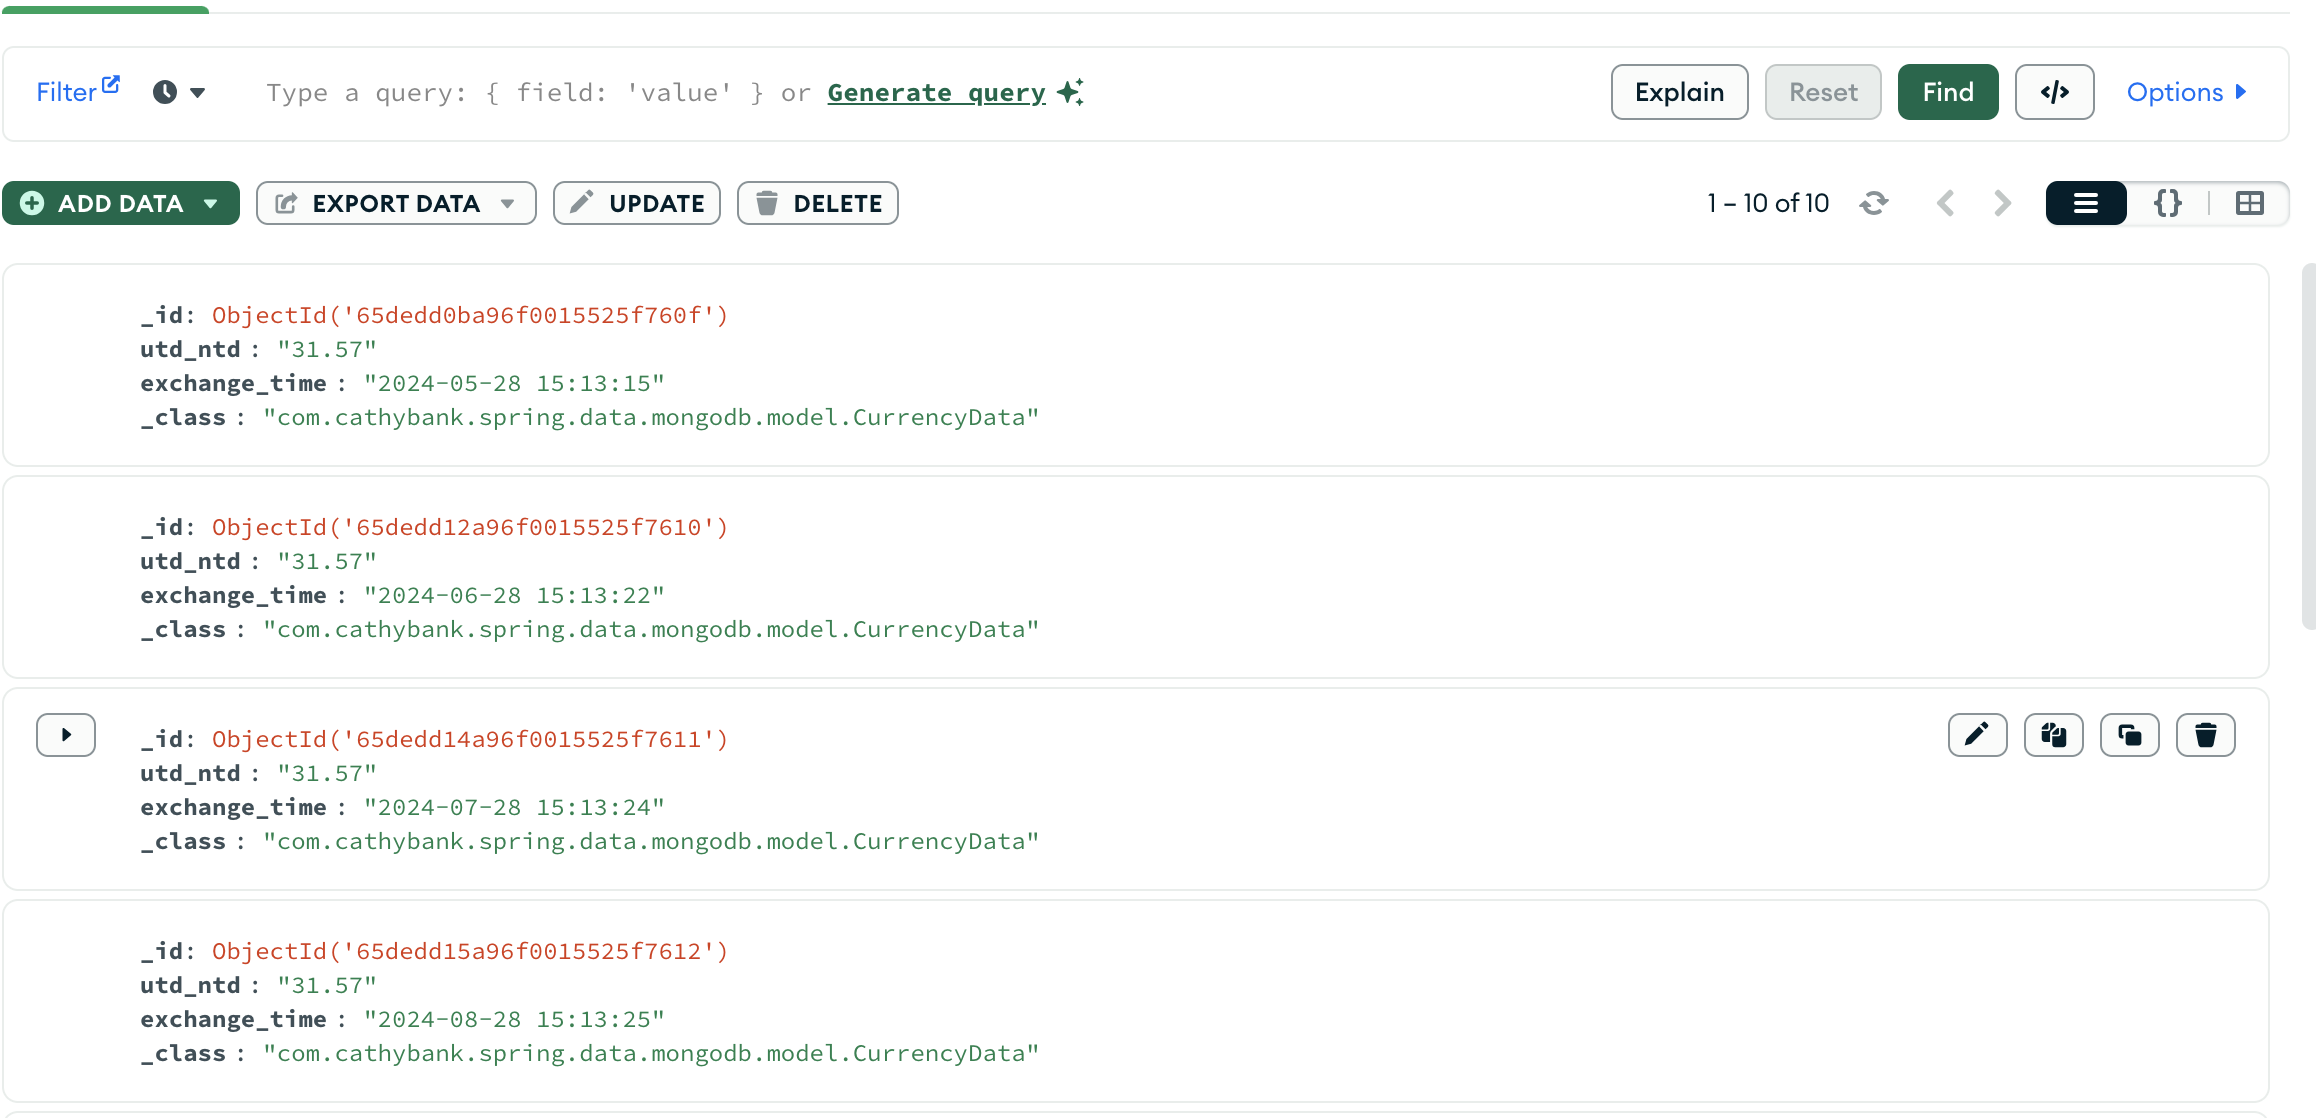 Filter
Type a query: { field: 'value' } or Generate query
Explain
Reset
Find
</>
Options
ADD DATA
EXPORT DATA
UPDATE
DELETE
1 – 10 of 10
{}
_id: ObjectId('65dedd0ba96f0015525f760f')
utd_ntd : "31.57"
exchange_time : "2024-05-28 15:13:15"
_class : "com.cathybank.spring.data.mongodb.model.CurrencyData"
_id: ObjectId('65dedd12a96f0015525f7610')
utd_ntd : "31.57"
exchange_time : "2024-06-28 15:13:22"
_class : "com.cathybank.spring.data.mongodb.model.CurrencyData"
_id: ObjectId('65dedd14a96f0015525f7611')
utd_ntd : "31.57"
exchange_time : "2024-07-28 15:13:24"
_class : "com.cathybank.spring.data.mongodb.model.CurrencyData"
_id: ObjectId('65dedd15a96f0015525f7612')
utd_ntd : "31.57"
exchange_time : "2024-08-28 15:13:25"
_class : "com.cathybank.spring.data.mongodb.model.CurrencyData"